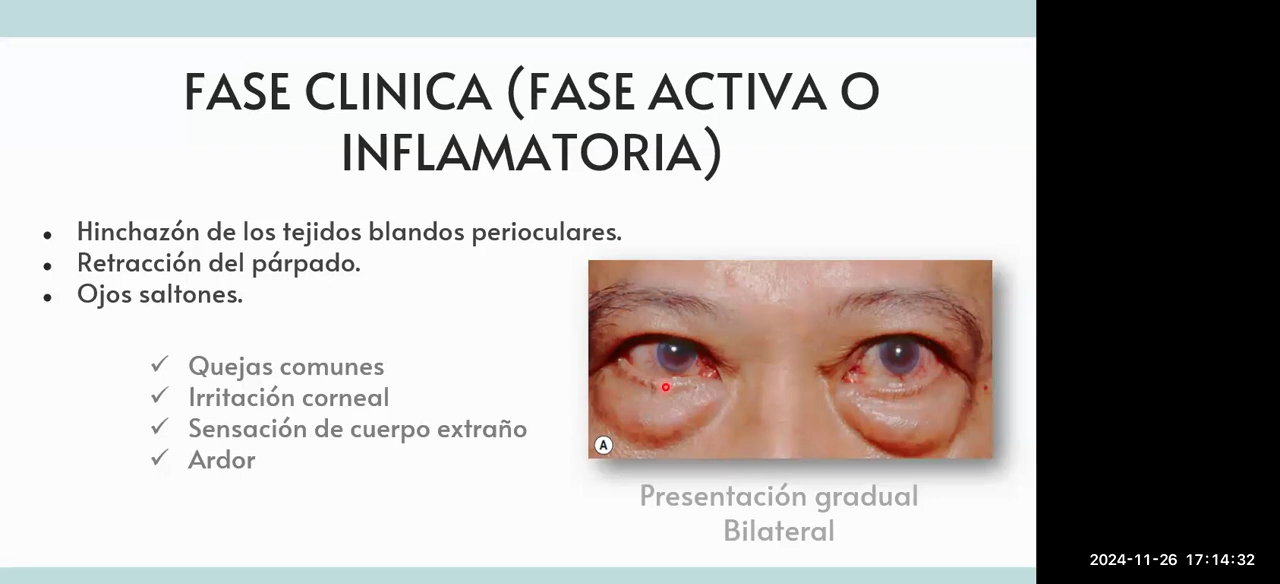 FASE CLINICA (FASE ACTIVA O
INFLAMATORIA)
• Hinchazón de los tejidos blandos perioculares.
• Retracción del párpado.
• Ojos saltones.
✓ Quejas comunes
✓ Irritación corneal
✓ Sensación de cuerpo extraño
✓ Ardor
A
Presentación gradual
Bilateral
2024-11-26 17:14:32